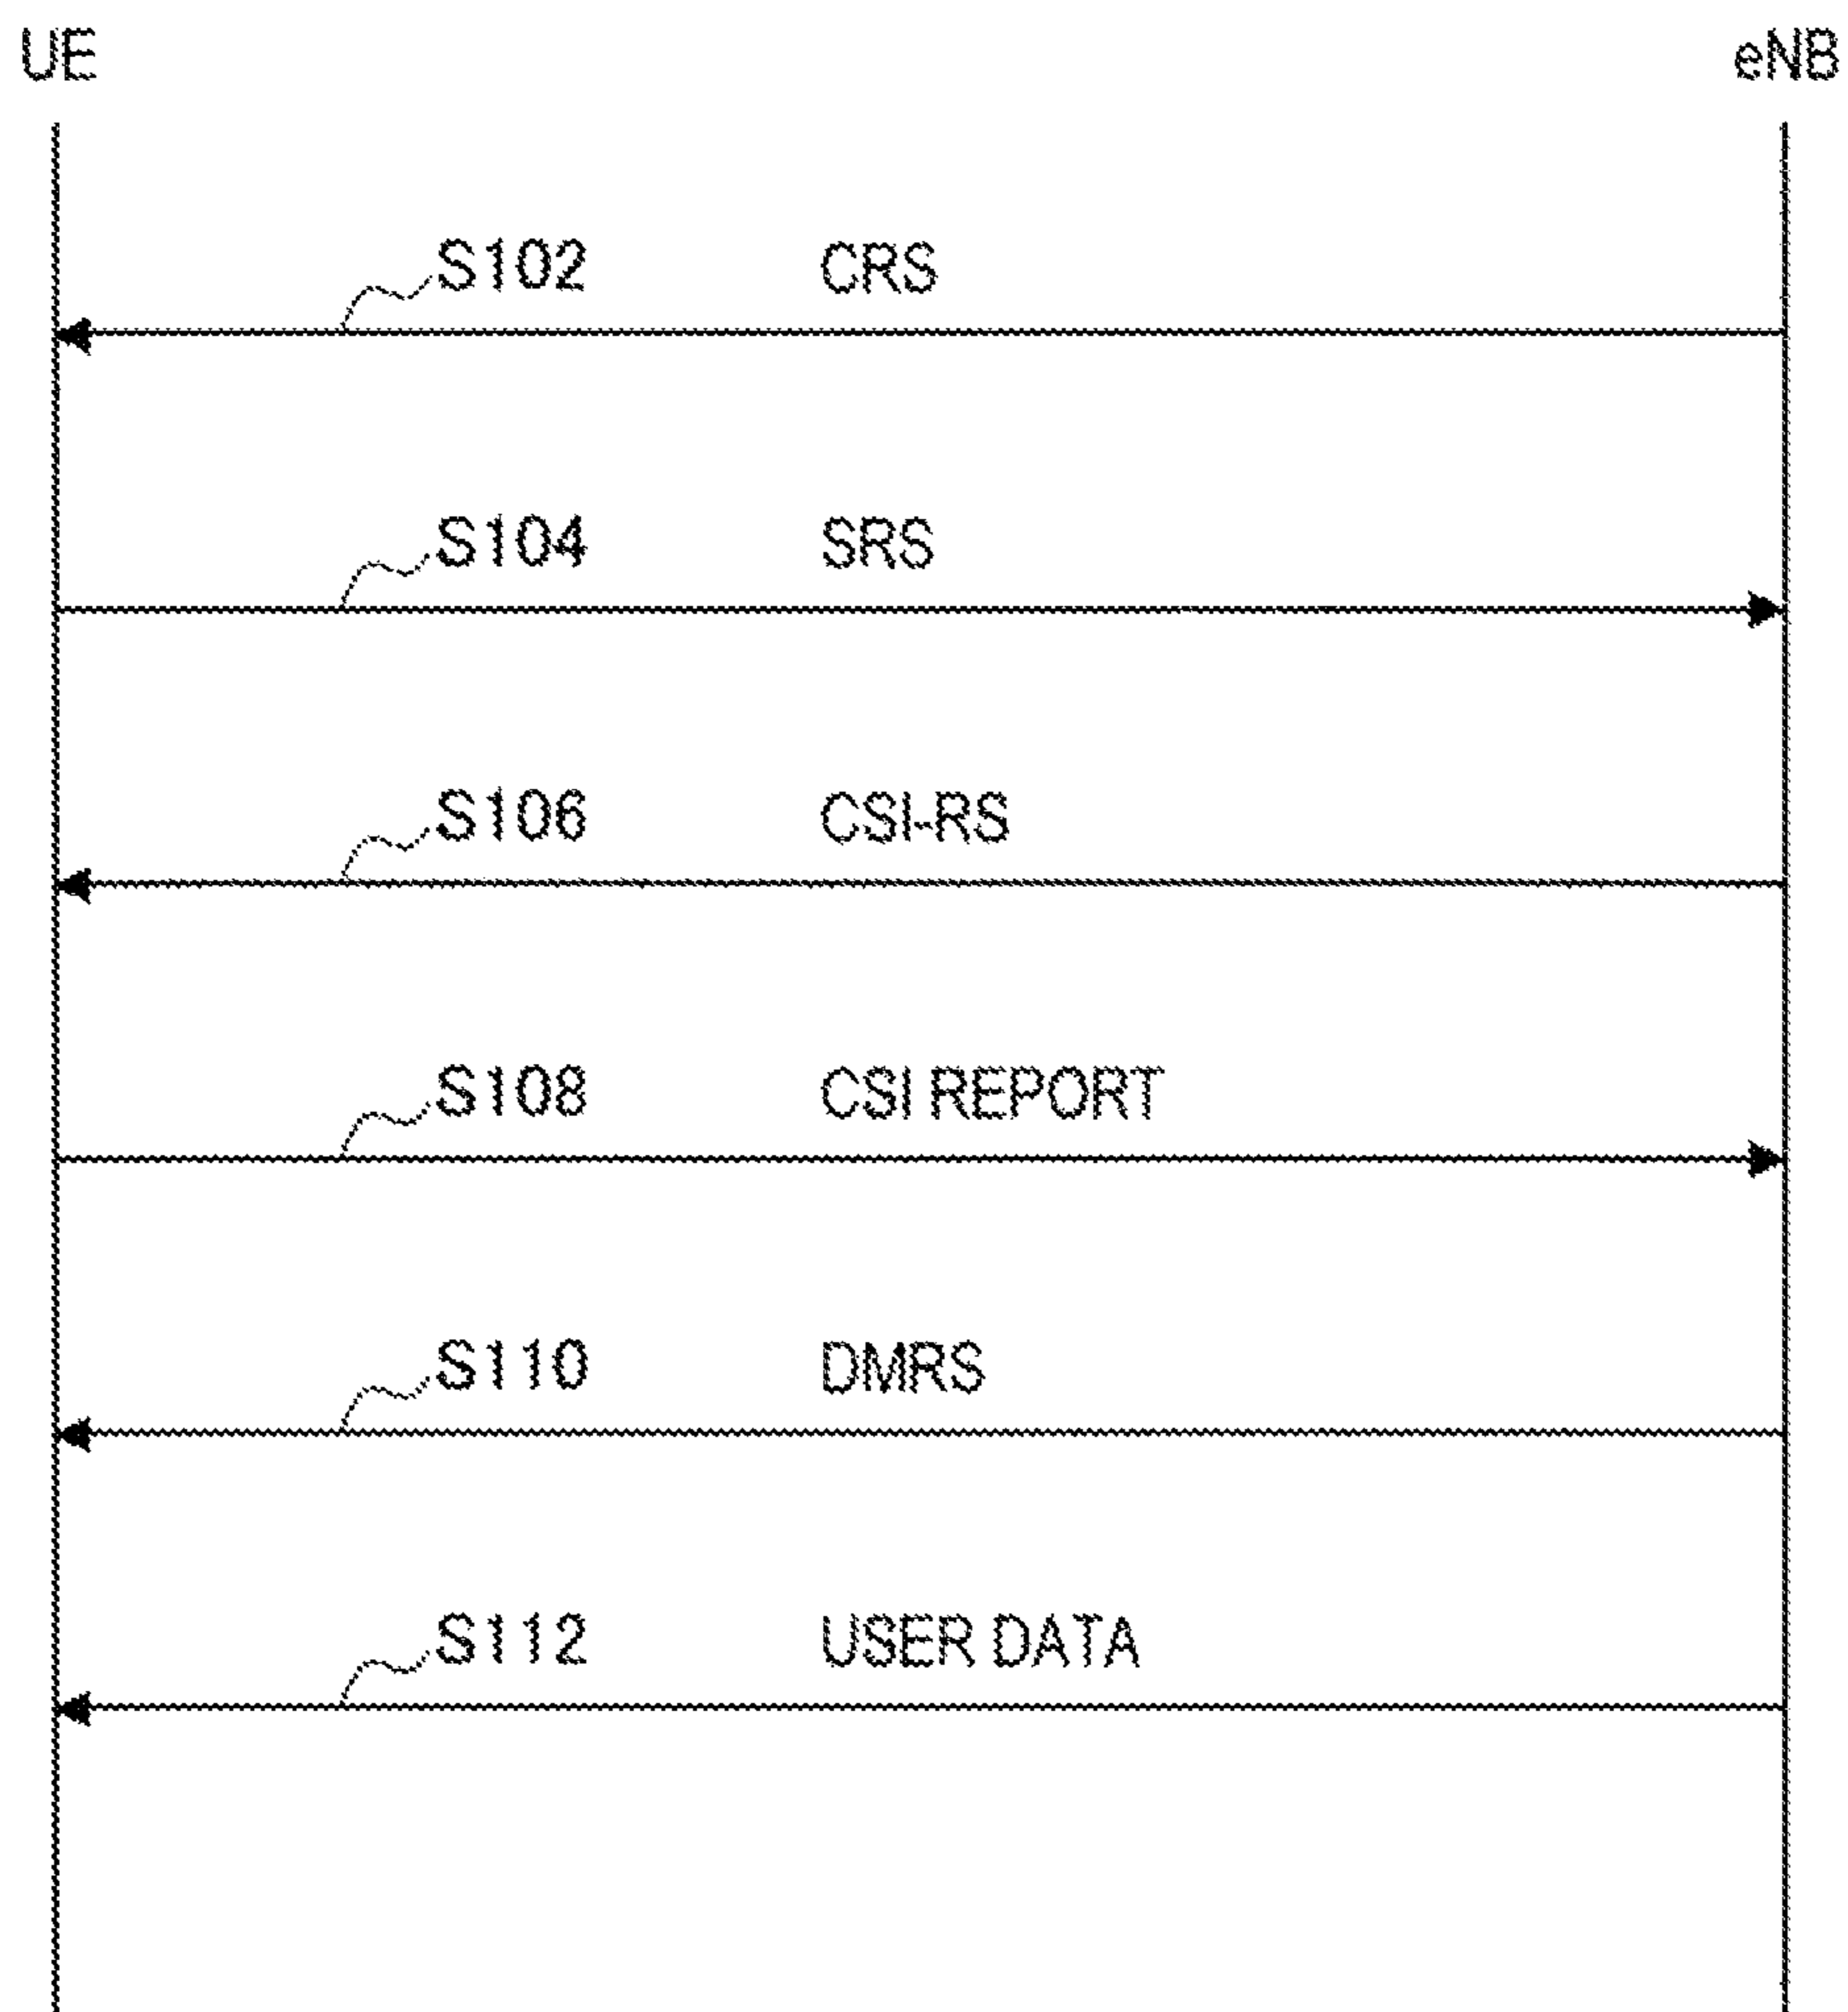 UE eNB
S102 CRS
S104 SRS
S106 CSI-RS
S108 CSI REPORT
S110 DMRS
S112 USER DATA